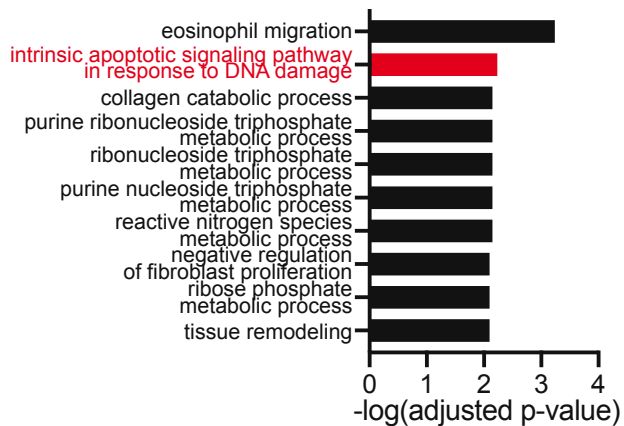 eosinophil migration
intrinsic apoptotic signaling pathway
in response to DNA damage
collagen catabolic process
purine ribonucleoside triphosphate
metabolic process
ribonucleoside triphosphate
metabolic process
purine nucleoside triphosphate
metabolic process
reactive nitrogen species
metabolic process
negative regulation
of fibroblast proliferation
ribose phosphate
metabolic process
tissue remodeling
0 1 2 3 4
-log(adjusted p-value)